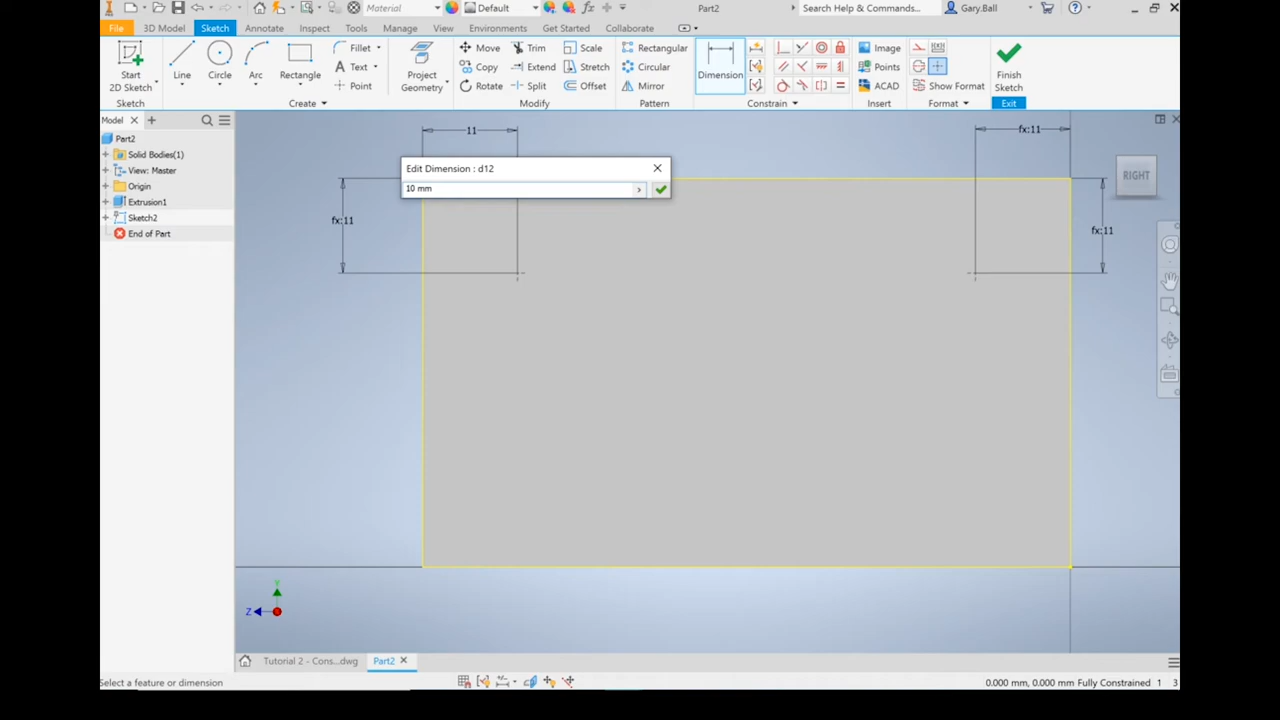 Material
Default
Part2
Search Help & Commands...
Gary.Ball
File
3D Model
Sketch
Annotate
Inspect
Tools
Manage
View
Environments
Get Started
Collaborate
Start
2D Sketch
Line
Circle
Arc
Rectangle
Fillet
Text
Point
Project
Geometry
Move
Copy
Rotate
Trim
Extend
Split
Scale
Stretch
Offset
Rectangular
Circular
Mirror
Dimension
Image
Points
ACAD
Show Format
Finish
Sketch
Sketch
Create
Modify
Pattern
Constrain
Insert
Format
Exit
Model
Part2
Solid Bodies(1)
View: Master
Origin
Extrusion1
Sketch2
End of Part
11
fx:11
Edit Dimension : d12
10 mm
fx:11
fx:11
RIGHT
Y
Z
Tutorial 2 - Cons...dwg
Part2
Select a feature or dimension
0.000 mm, 0.000 mm Fully Constrained 1 3